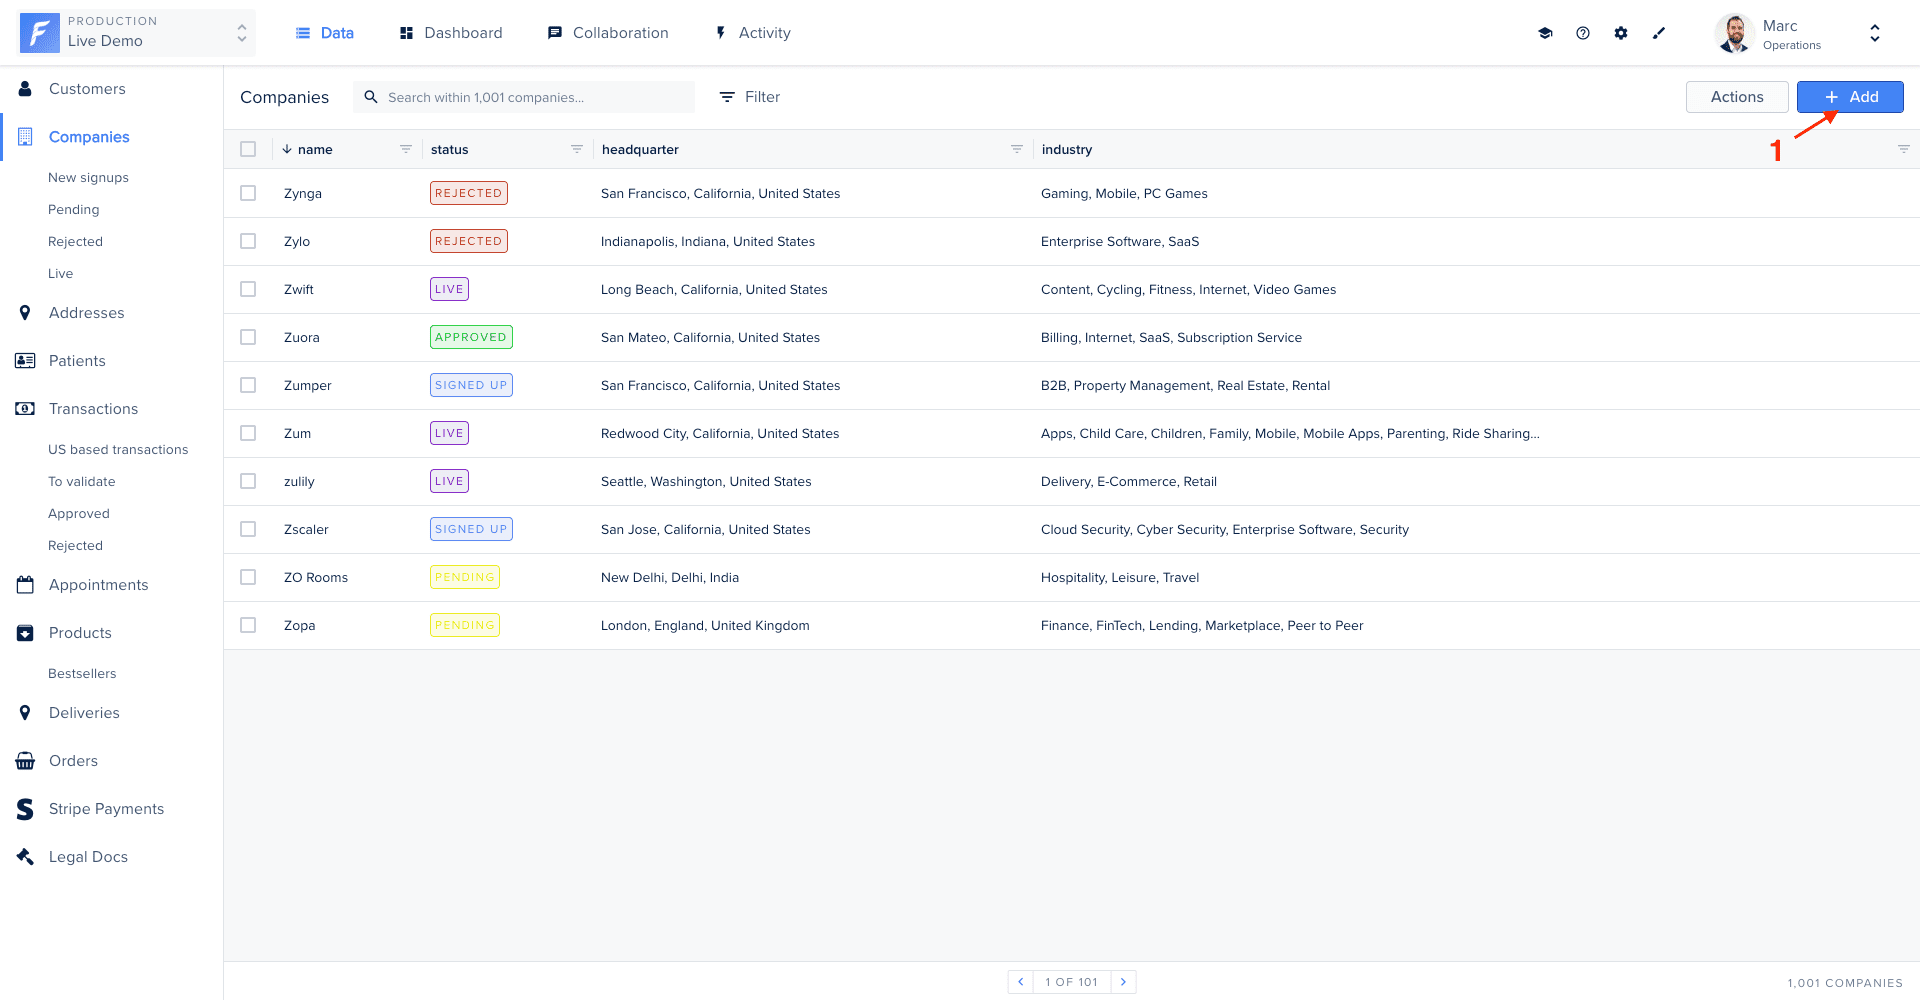 PRODUCTION
Live Demo
Data
Dashboard
Collaboration
Activity
Marc
Operations
Customers
Companies
New signups
Pending
Rejected
Live
Addresses
Patients
Transactions
US based transactions
To validate
Approved
Rejected
Appointments
Products
Bestsellers
Deliveries
Orders
Stripe Payments
Legal Docs
Companies
Search within 1,001 companies...
Filter
Actions
+ Add
1
name status headquarter industry
Zynga REJECTED San Francisco, California, United States Gaming, Mobile, PC Games
Zylo REJECTED Indianapolis, Indiana, United States Enterprise Software, SaaS
Zwift LIVE Long Beach, California, United States Content, Cycling, Fitness, Internet, Video Games
Zuora APPROVED San Mateo, California, United States Billing, Internet, SaaS, Subscription Service
Zumper SIGNED UP San Francisco, California, United States B2B, Property Management, Real Estate, Rental
Zum LIVE Redwood City, California, United States Apps, Child Care, Children, Family, Mobile, Mobile Apps, Parenting, Ride Sharing...
zulily LIVE Seattle, Washington, United States Delivery, E-Commerce, Retail
Zscaler SIGNED UP San Jose, California, United States Cloud Security, Cyber Security, Enterprise Software, Security
ZO Rooms PENDING New Delhi, Delhi, India Hospitality, Leisure, Travel
Zopa PENDING London, England, United Kingdom Finance, FinTech, Lending, Marketplace, Peer to Peer
1 OF 101
1,001 COMPANIES